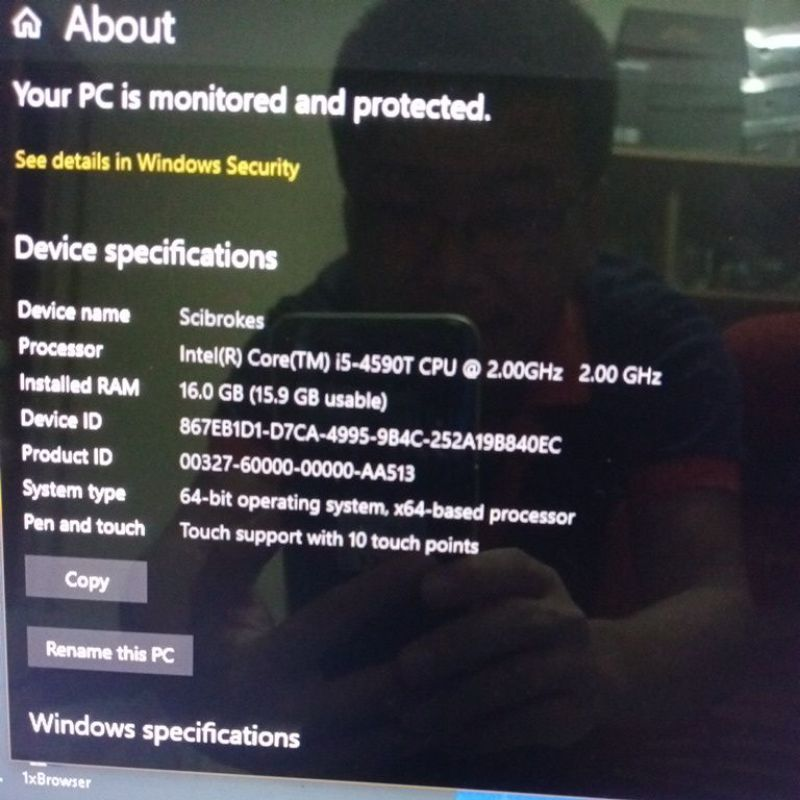 About
Your PC is monitored and protected.
See details in Windows Security
Device specifications
Device name Scibrokes
Processor Intel(R) Core(TM) i5-4590T CPU @ 2.00GHz 2.00 GHz
Installed RAM 16.0 GB (15.9 GB usable)
Device ID 867EB1D1-D7CA-4995-9B4C-252A19B840EC
Product ID 00327-60000-00000-AA513
System type 64-bit operating system, x64-based processor
Pen and touch Touch support with 10 touch points
Copy
Rename this PC
Windows specifications
1xBrowser